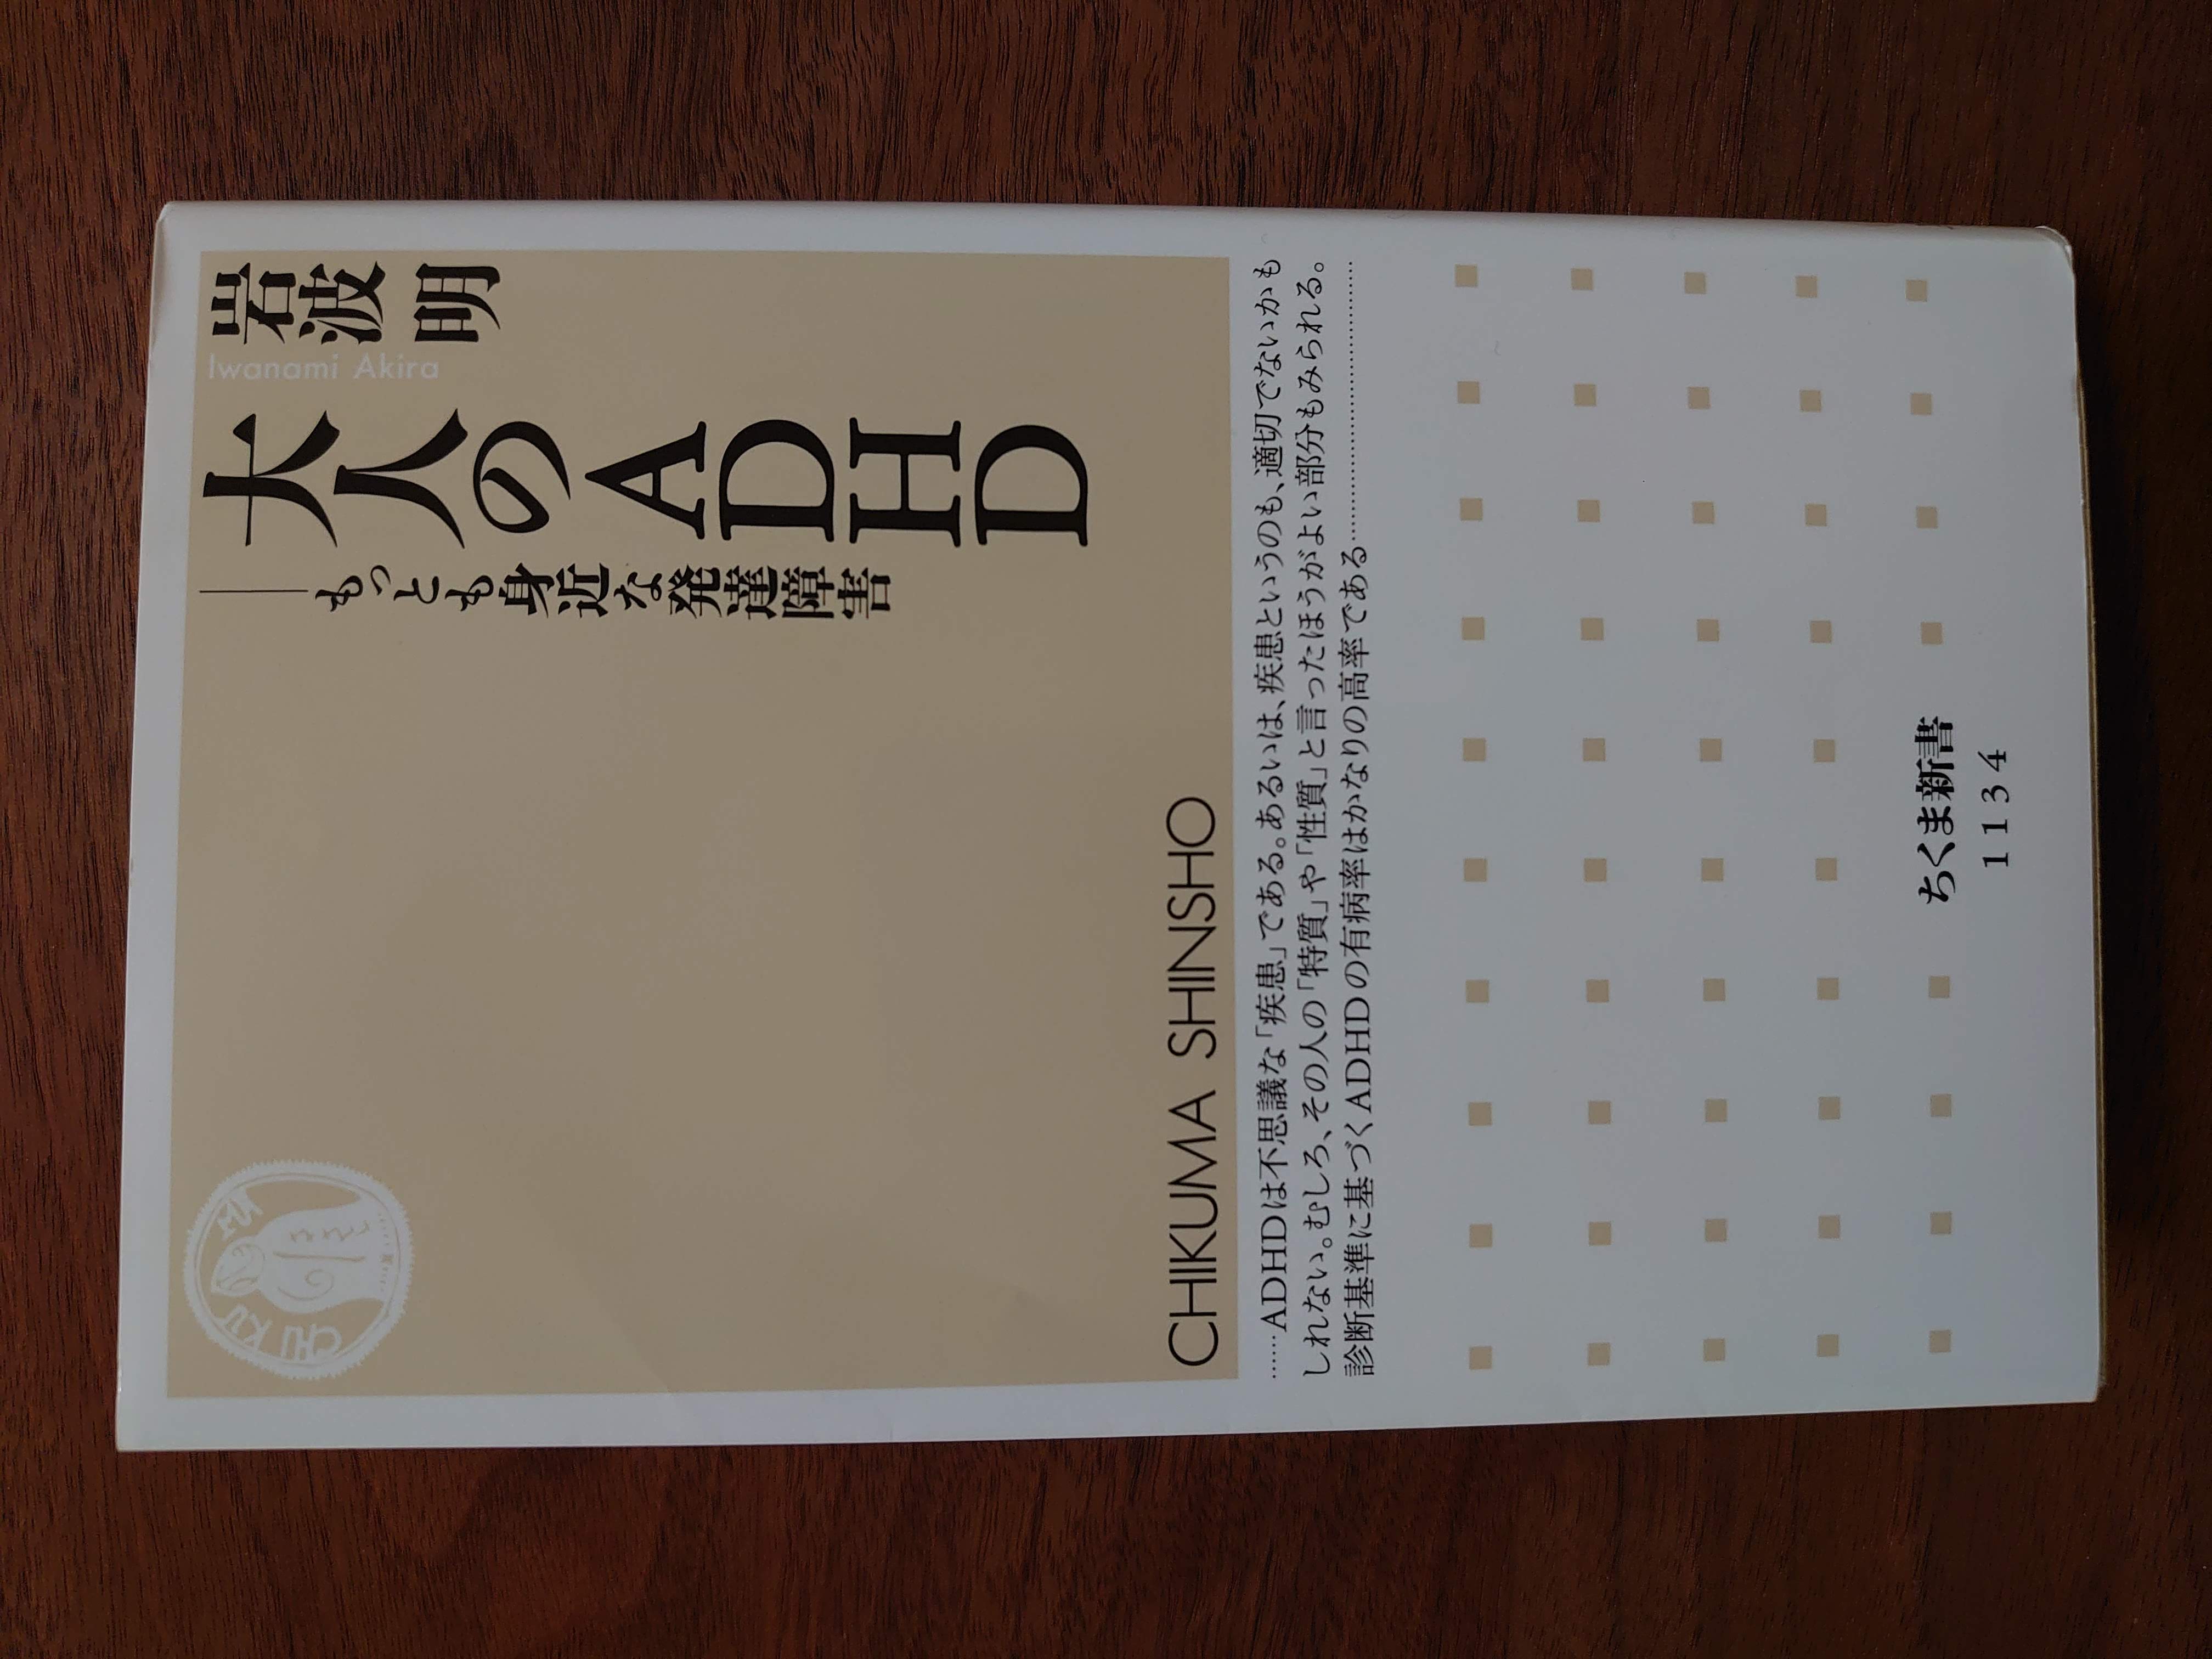 岩波 明
Iwanami Akira
大人のADHD
――もっとも身近な発達障害
CHIKUMA SHINSHO
……ADHDは不思議な「疾患」である。あるいは、疾患というのも、適切でないかも
しれない。むしろ、その人の「特質」や「性質」と言ったほうがよい部分もみられる。
診断基準に基づくADHDの有病率はかなりの高率である……………………
ちくま新書
1134